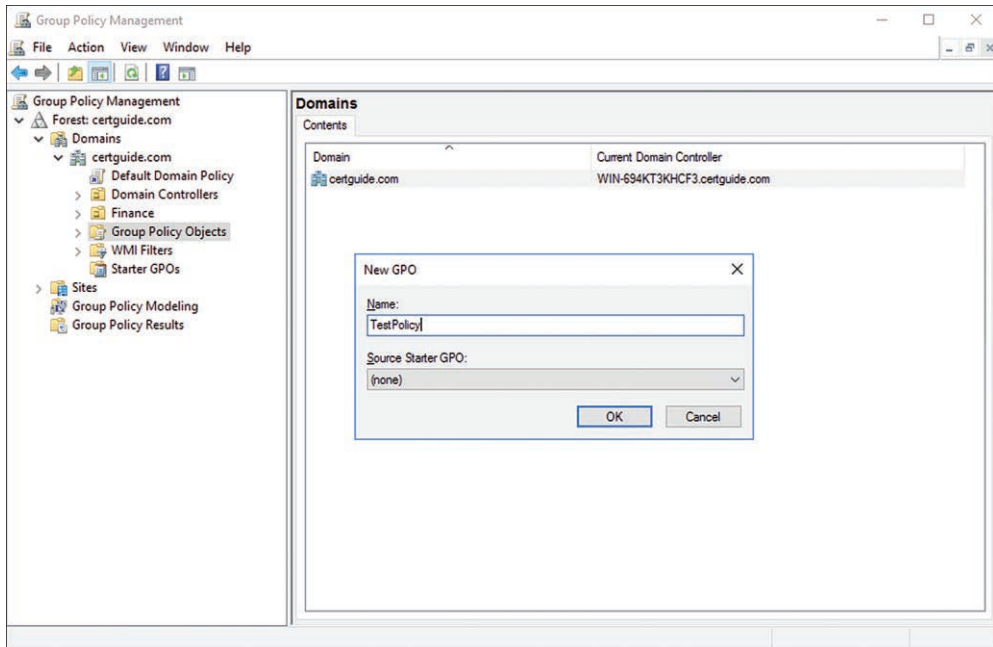 Group Policy Management
File Action View Window Help
Group Policy Management
Forest: certguide.com
Domains
certguide.com
Default Domain Policy
Domain Controllers
Finance
Group Policy Objects
WMI Filters
Starter GPOs
Sites
Group Policy Modeling
Group Policy Results
Domains
Contents
Domain Current Domain Controller
certguide.com WIN-694KT3KHCF3.certguide.com
New GPO
Name:
TestPolicy
Source Starter GPO:
(none)
OK Cancel